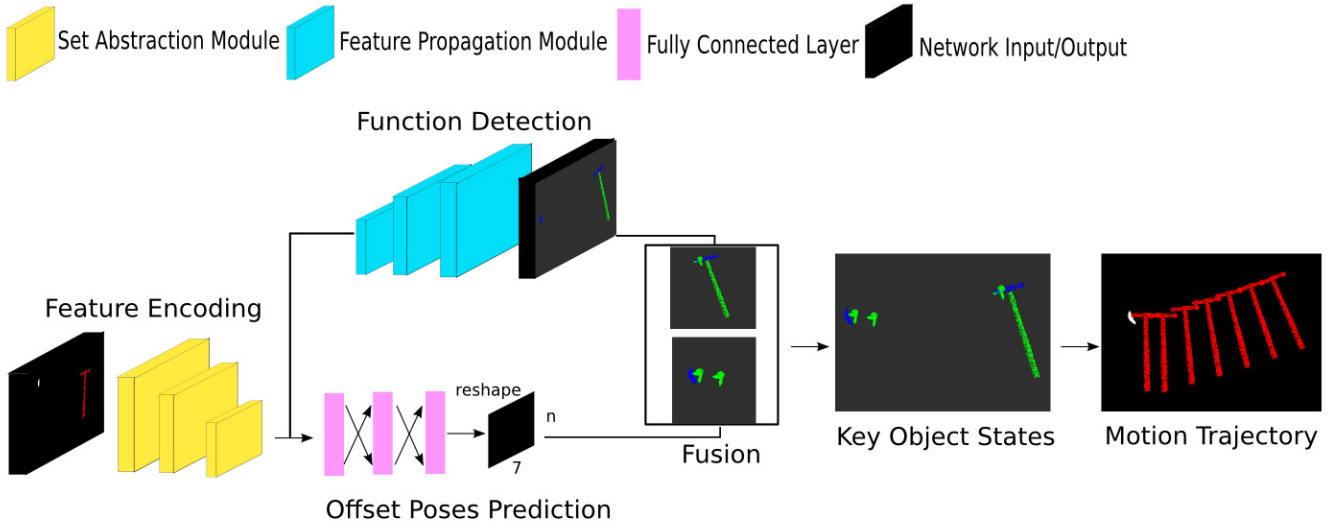 Set Abstraction Module
Feature Propagation Module
Fully Connected Layer
Network Input/Output
Function Detection
Feature Encoding
reshape
n
7
Offset Poses Prediction
Fusion
Key Object States
Motion Trajectory